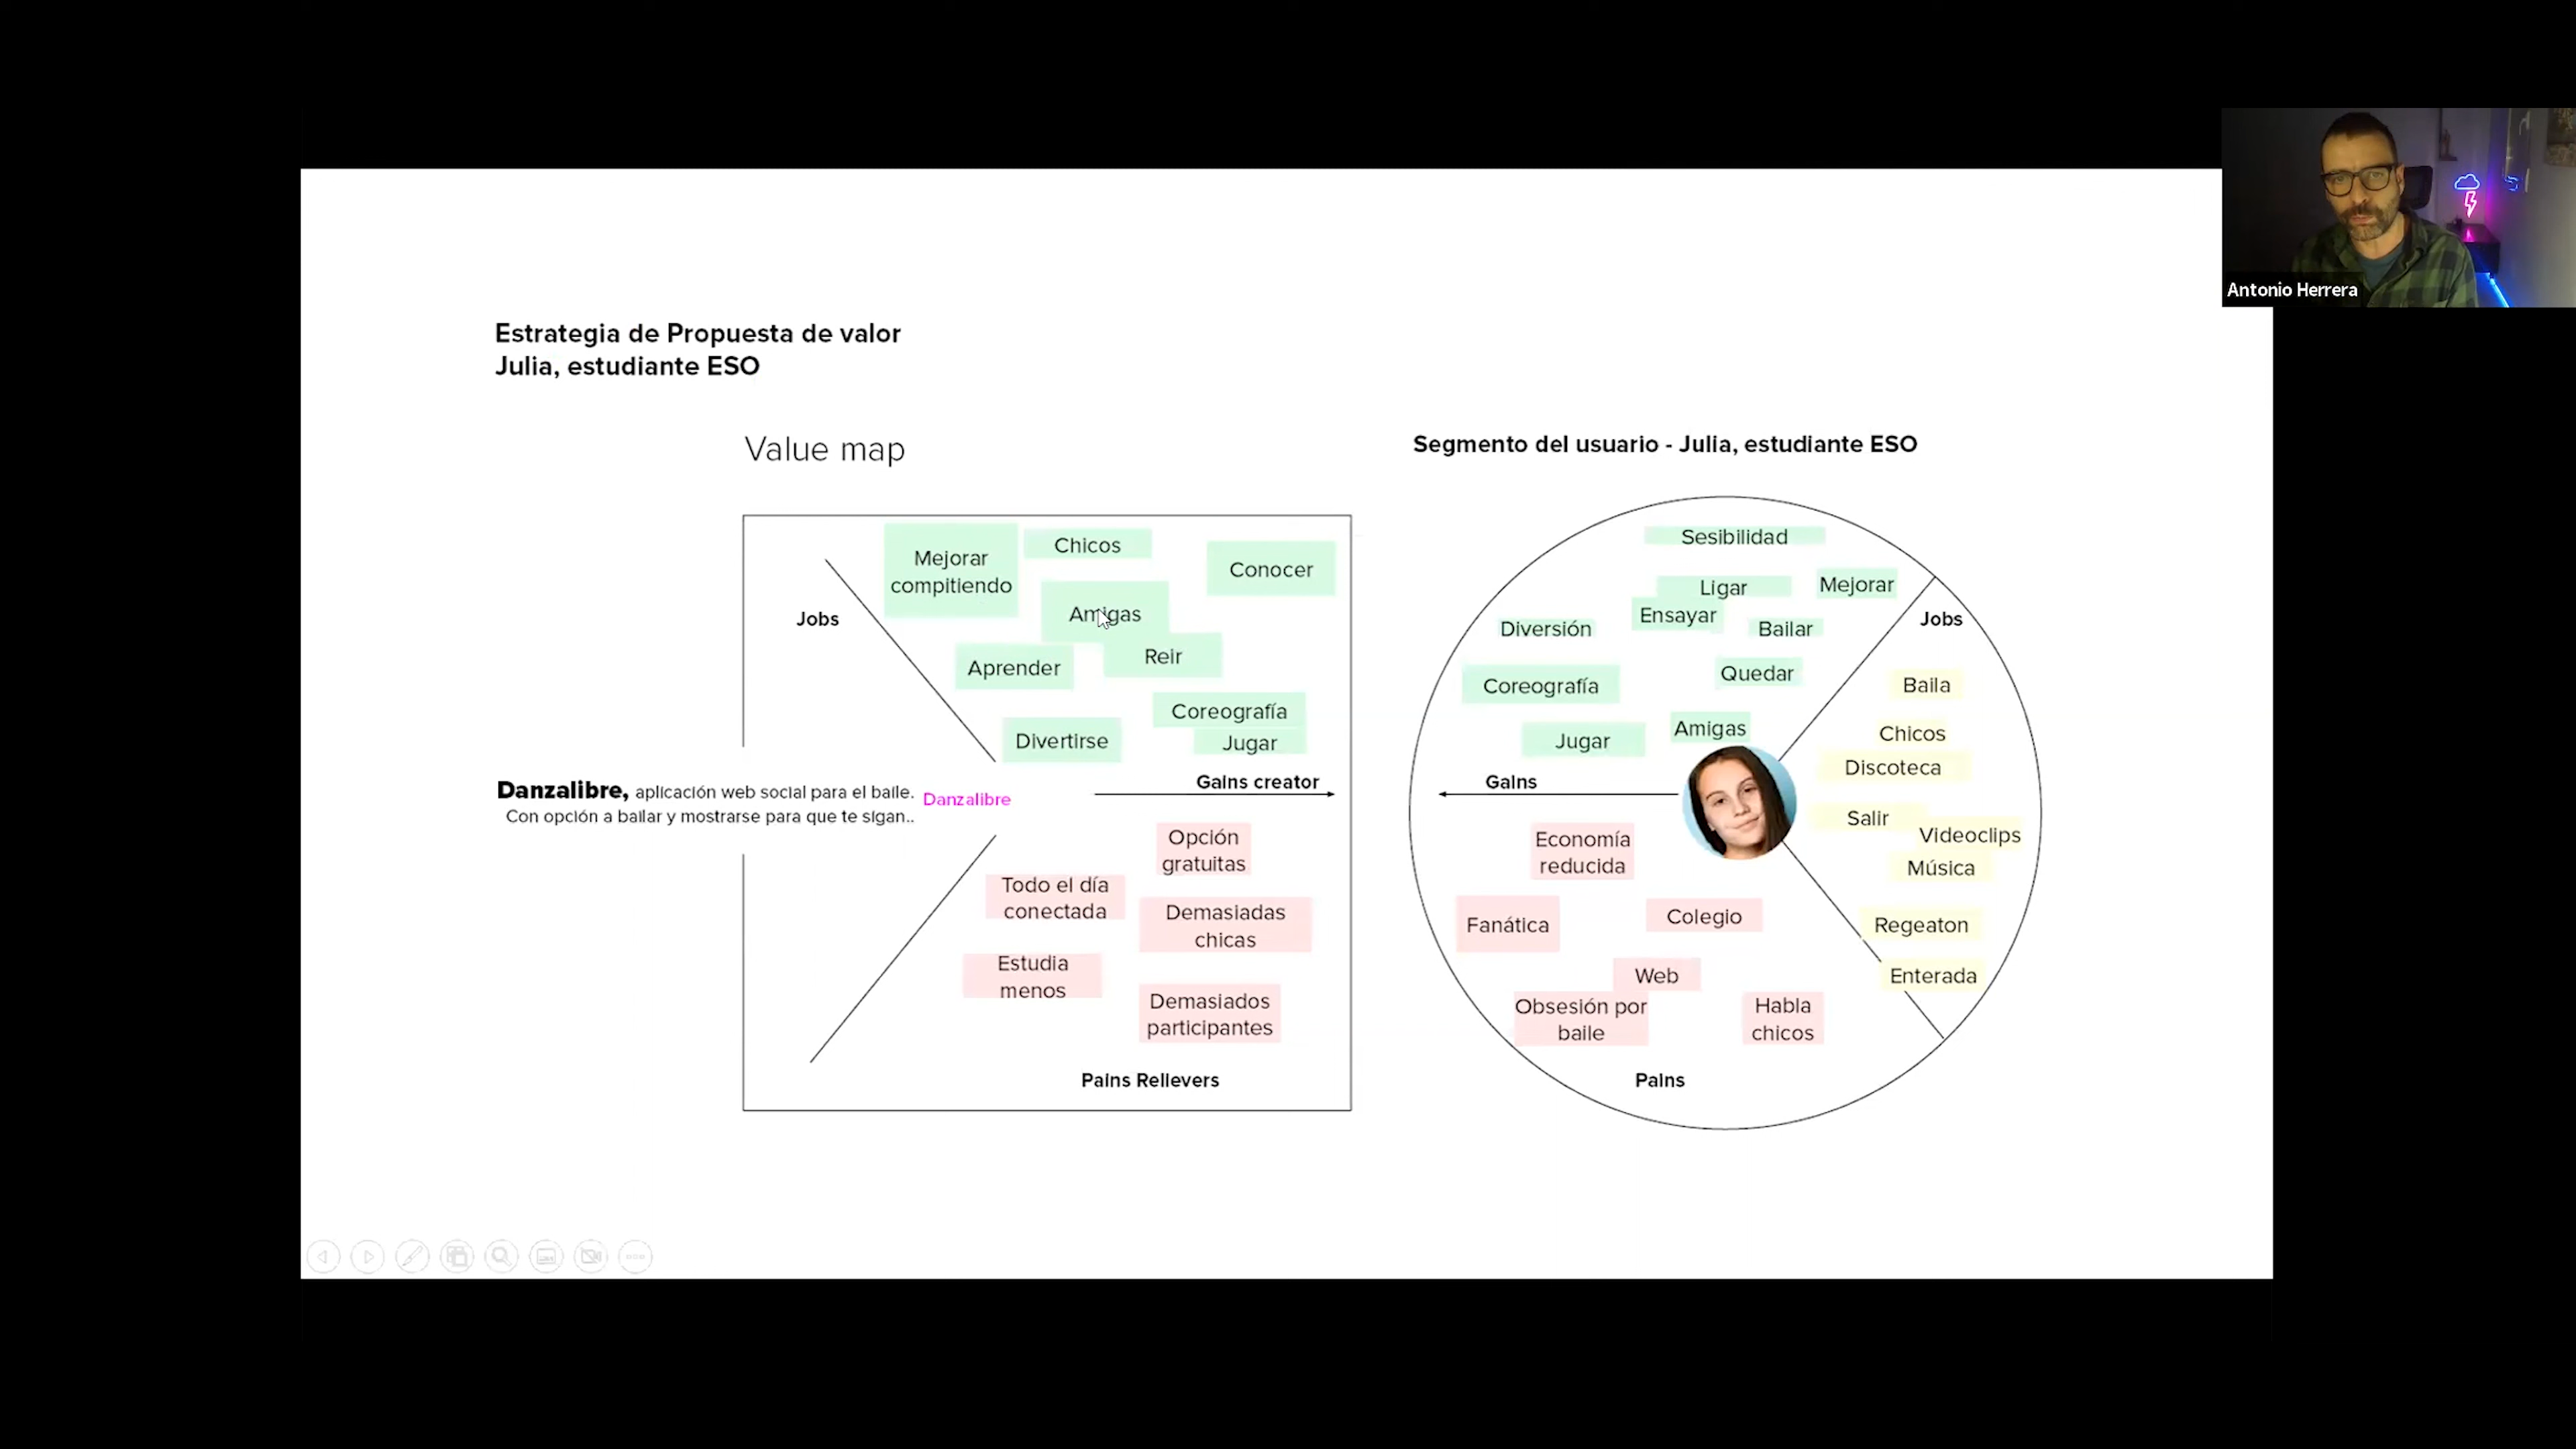 Antonio Herrera
Estrategia de Propuesta de valor
Julia, estudiante ESO
Value map
Mejorar
compitiendo
Chicos
Conocer
Amigas
Jobs
Aprender
Reir
Coreografía
Divertirse
Jugar
Gains creator
Danzalibre, aplicación web social para el baile.
Con opción a bailar y mostrarse para que te sigan..
Danzalibre
Opción
gratuitas
Todo el día
conectada
Demasiadas
chicas
Estudia
menos
Demasiados
participantes
Pains Relievers
Segmento del usuario - Julia, estudiante ESO
Sesibilidad
Ligar
Mejorar
Ensayar
Diversión
Bailar
Jobs
Quedar
Coreografía
Baila
Amigas
Jugar
Chicos
Discoteca
Gains
Salir
Videoclips
Economía
reducida
Música
Fanática
Colegio
Regeaton
Web
Enterada
Obsesión por
baile
Habla
chicos
Pains